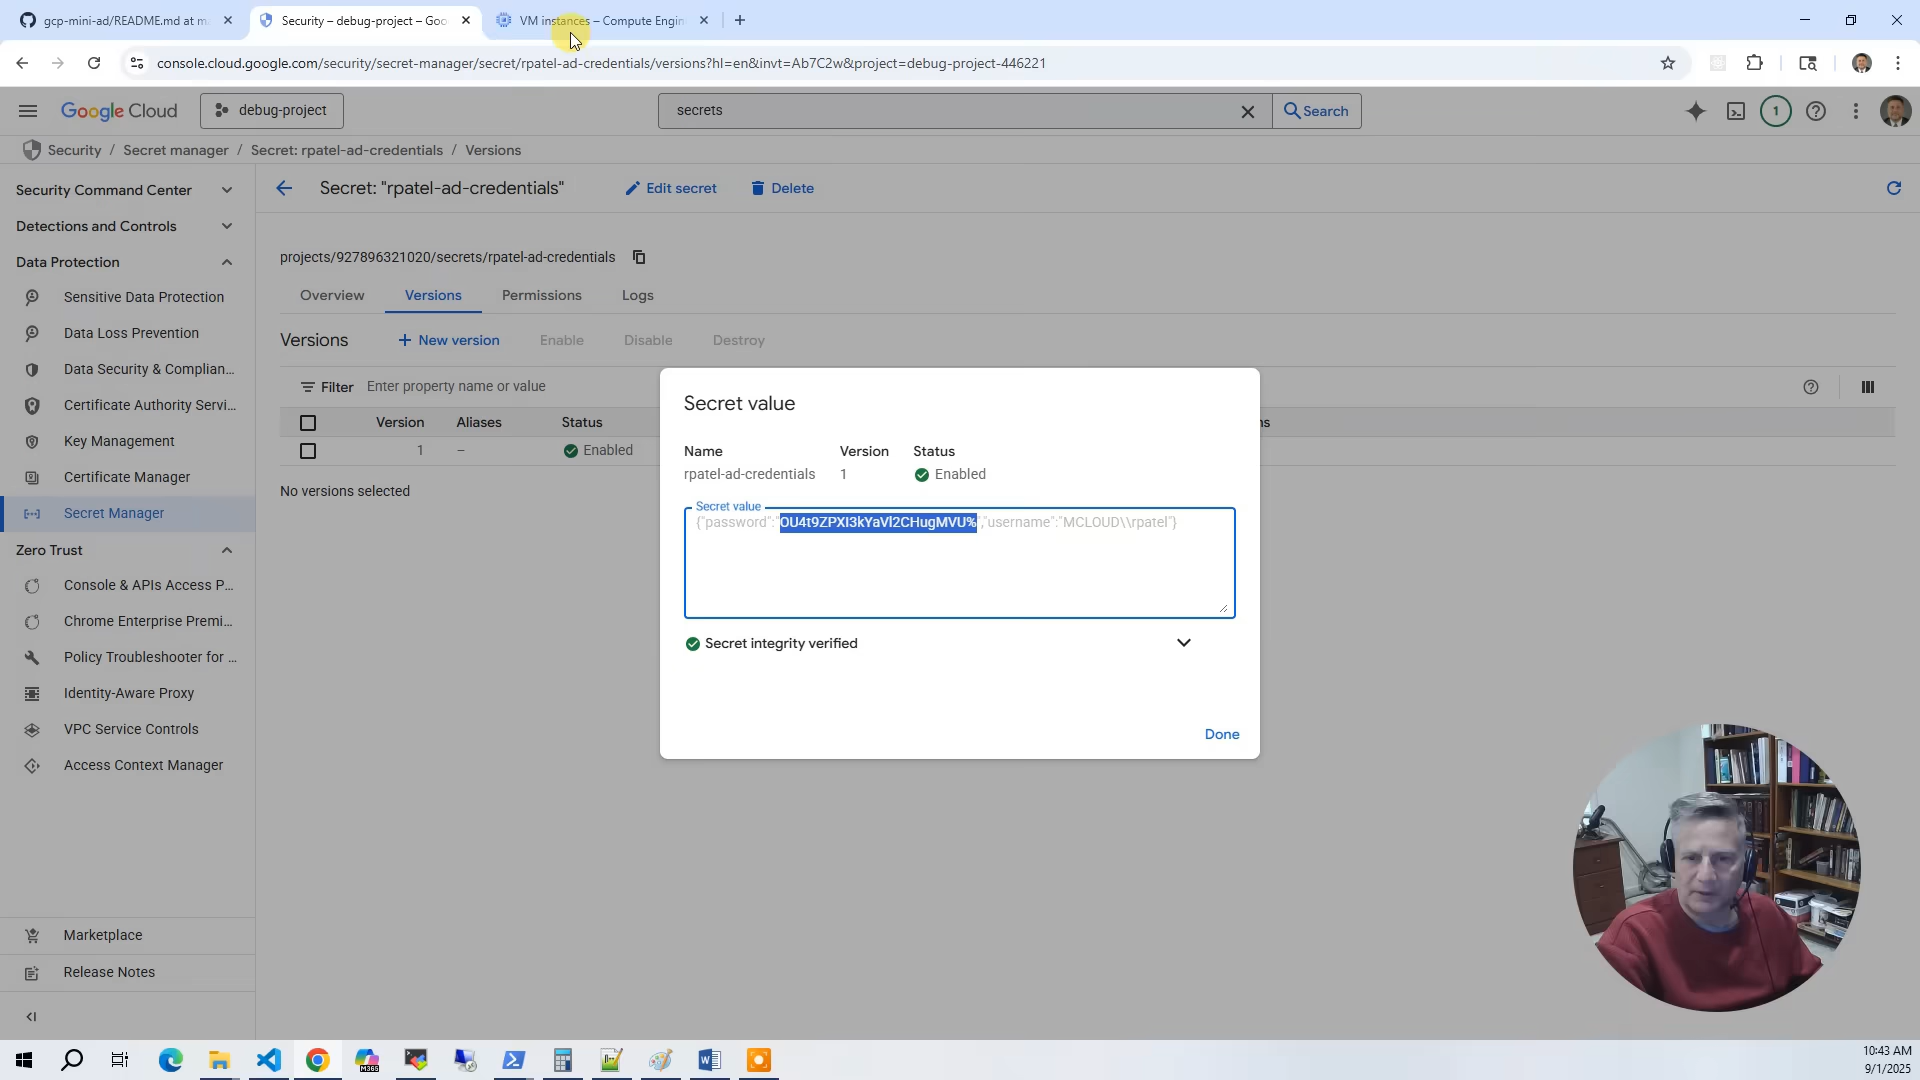 gcp-mini-ad/README.md at m
Security – debug-project – Goo
VM instances – Compute Engin
console.cloud.google.com/security/secret-manager/secret/rpatel-ad-credentials/versions?hl=en&invt=Ab7C2w&project=debug-project-446221
Google Cloud
debug-project
secrets
Search
1
Security / Secret manager / Secret: rpatel-ad-credentials / Versions
Security Command Center
Detections and Controls
Data Protection
Sensitive Data Protection
Data Loss Prevention
Data Security & Complian...
Certificate Authority Servi...
Key Management
Certificate Manager
Secret Manager
Zero Trust
Console & APIs Access P...
Chrome Enterprise Premi...
Policy Troubleshooter for ...
Identity-Aware Proxy
VPC Service Controls
Access Context Manager
Marketplace
Release Notes
Secret: "rpatel-ad-credentials"
Edit secret
Delete
projects/927896321020/secrets/rpatel-ad-credentials
Overview
Versions
Permissions
Logs
Versions
New version
Enable
Disable
Destroy
Filter
Enter property name or value
Version
Aliases
Status
1
–
Enabled
No versions selected
Secret value
Name
Version
Status
rpatel-ad-credentials
1
Enabled
Secret value
{"password":"OU4t9ZPXI3kYaVl2CHugMVU%","username":"MCLOUD\\rpatel"}
Secret integrity verified
Done
10:43 AM
9/1/2025